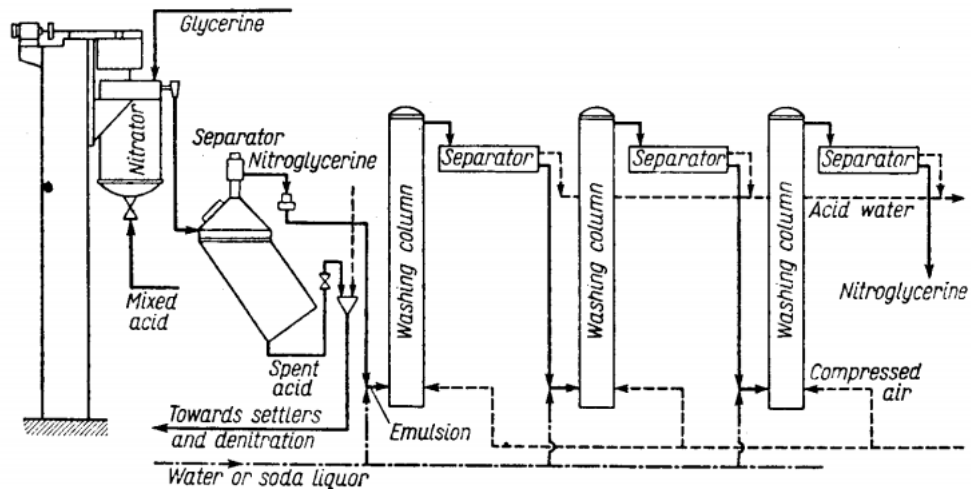 Glycerine
Nitrator
Separator
Nitroglycerine
Mixed
acid
Spent
acid
Towards settlers
and denitration
Emulsion
Water or soda liquor
Washing column
Separator
Washing column
Separator
Washing column
Separator
Acid water
Nitroglycerine
Compressed
air